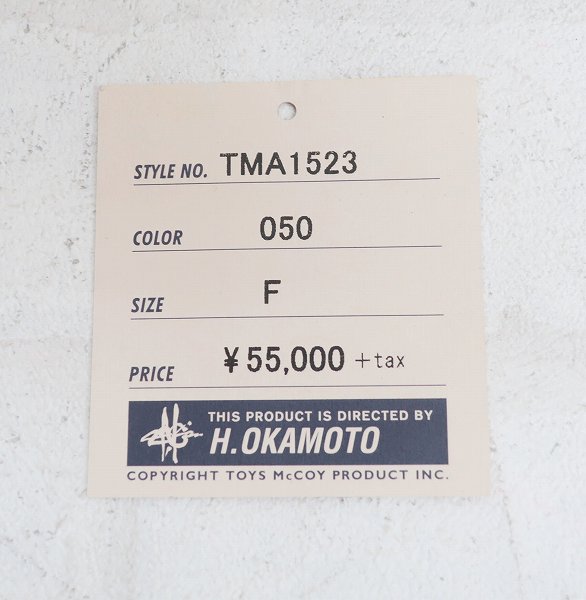 STYLE NO. TMA1523
COLOR 050
SIZE F
PRICE ¥55,000 +tax
THIS PRODUCT IS DIRECTED BY
H.OKAMOTO
COPYRIGHT TOYS McCOY PRODUCT INC.